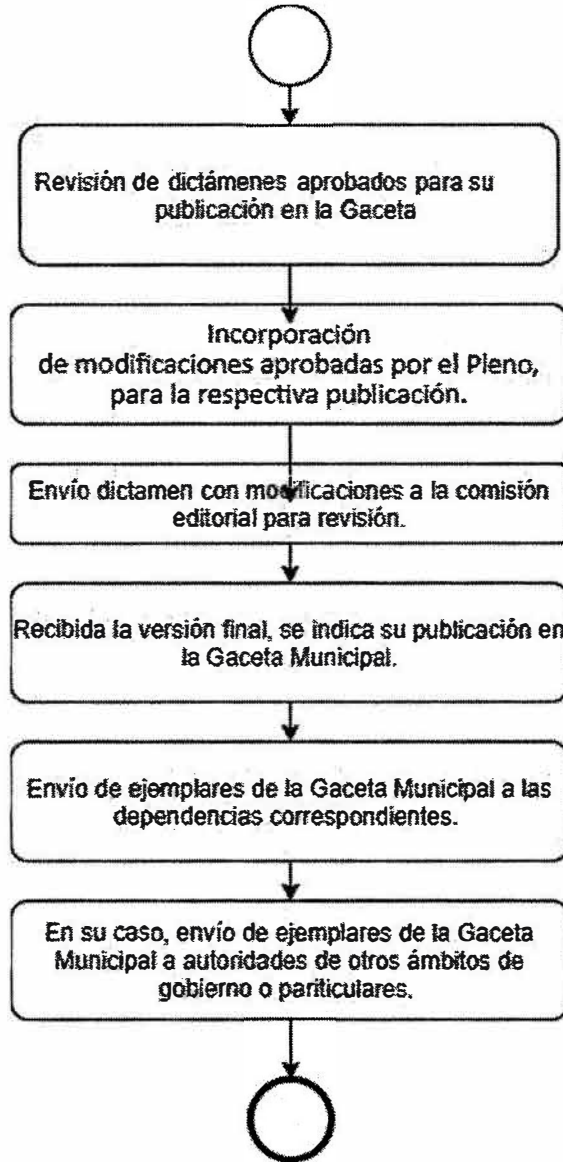 Revisión de dictámenes aprobados para su
publicación en la Gaceta
Incorporación
de modificaciones aprobadas por el Pleno,
para la respectiva publicación.
Envío dictamen con modificaciones a la comisión
editorial para revisión.
Recibida la versión final, se indica su publicación en
la Gaceta Municipal.
Envío de ejemplares de la Gaceta Municipal a las
dependencias correspondientes.
En su caso, envío de ejemplares de la Gaceta
Municipal a autoridades de otros ámbitos de
gobierno o pariticulares.